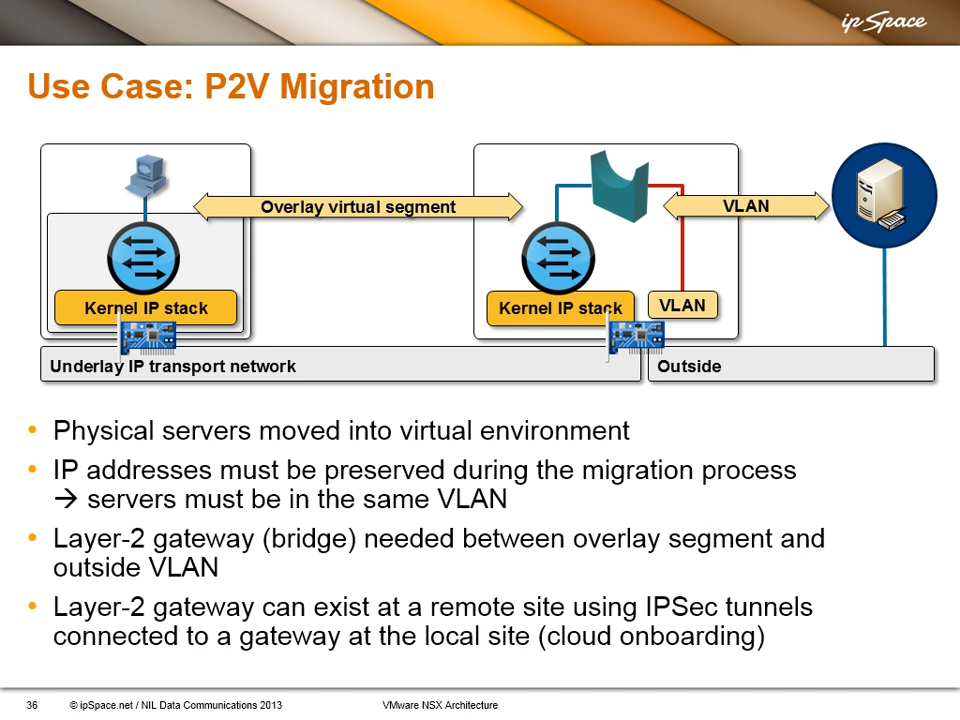 ip Space
Use Case: P2V Migration
Overlay virtual segment
VLAN
Kernel IP stack
Kernel IP stack
VLAN
Underlay IP transport network
Outside
• Physical servers moved into virtual environment
• IP addresses must be preserved during the migration process
→ servers must be in the same VLAN
• Layer-2 gateway (bridge) needed between overlay segment and
outside VLAN
• Layer-2 gateway can exist at a remote site using IPSec tunnels
connected to a gateway at the local site (cloud onboarding)
36 © ipSpace.net / NIL Data Communications 2013 VMware NSX Architecture